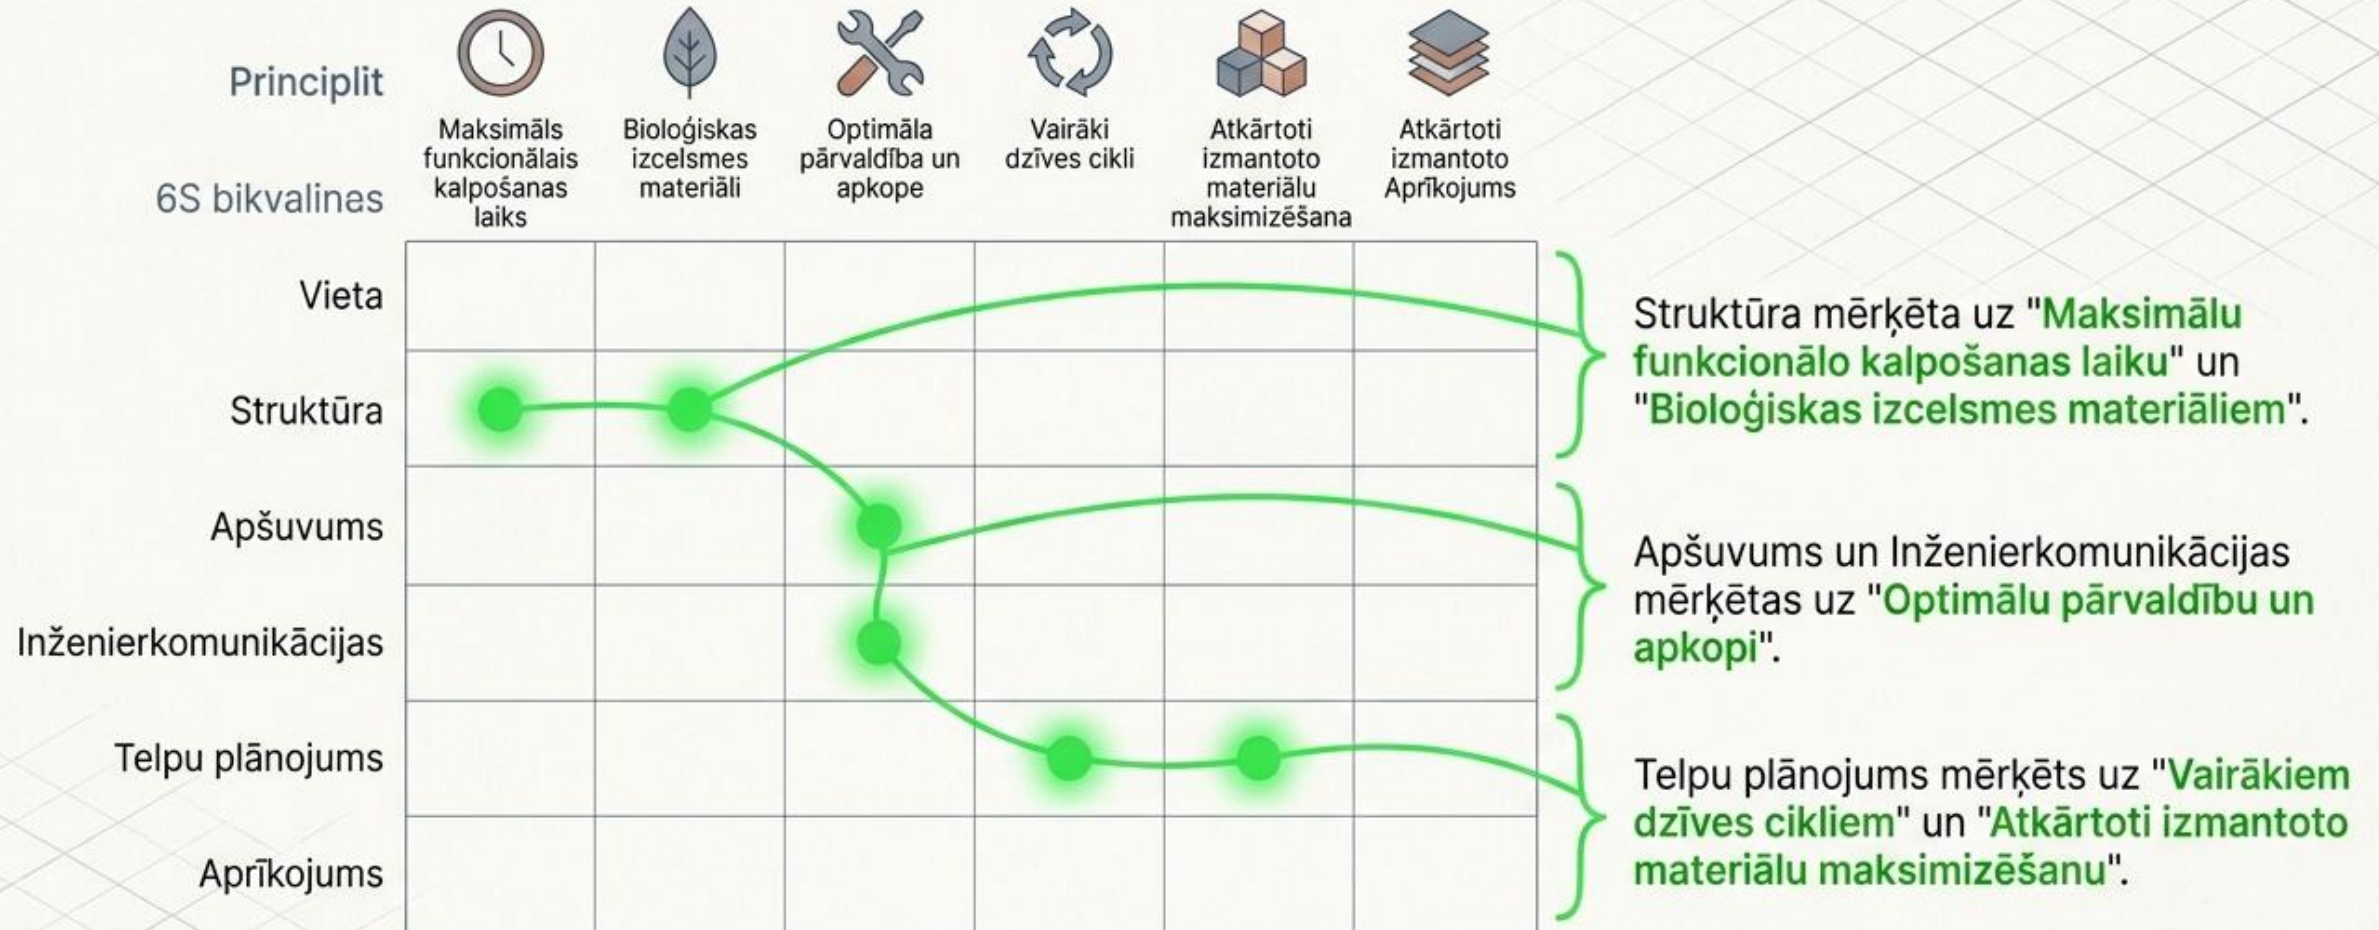 Principlit
6S bikvalines
Maksimāls
funkcionālais
kalpośanas
laiks
Bioloģiskas
izcelsmes
materiāli
Optimāla
pārvaldība un
apkope
Vairāki
dzīves cikli
Atkārtoti
izmantoto
materiālu
maksimizēšana
Atkārtoti
izmantoto
Aprīkojums
Vieta
Struktūra
Apšuvums
Inženierkomunikācijas
Telpu plānojums
Aprīkojums
Struktūra mērķēta uz "Maksimālu
funkcionālo kalpošanas laiku" un
"Bioloģiskas izcelsmes materiāliem".
Apšuvums un Inženierkomunikācijas
mērķētas uz "Optimālu pārvaldību un
apkopi".
Telpu plānojums mērķēts uz "Vairākiem
dzīves cikliem" un "Atkārtoti izmantoto
materiālu maksimizēšanu".